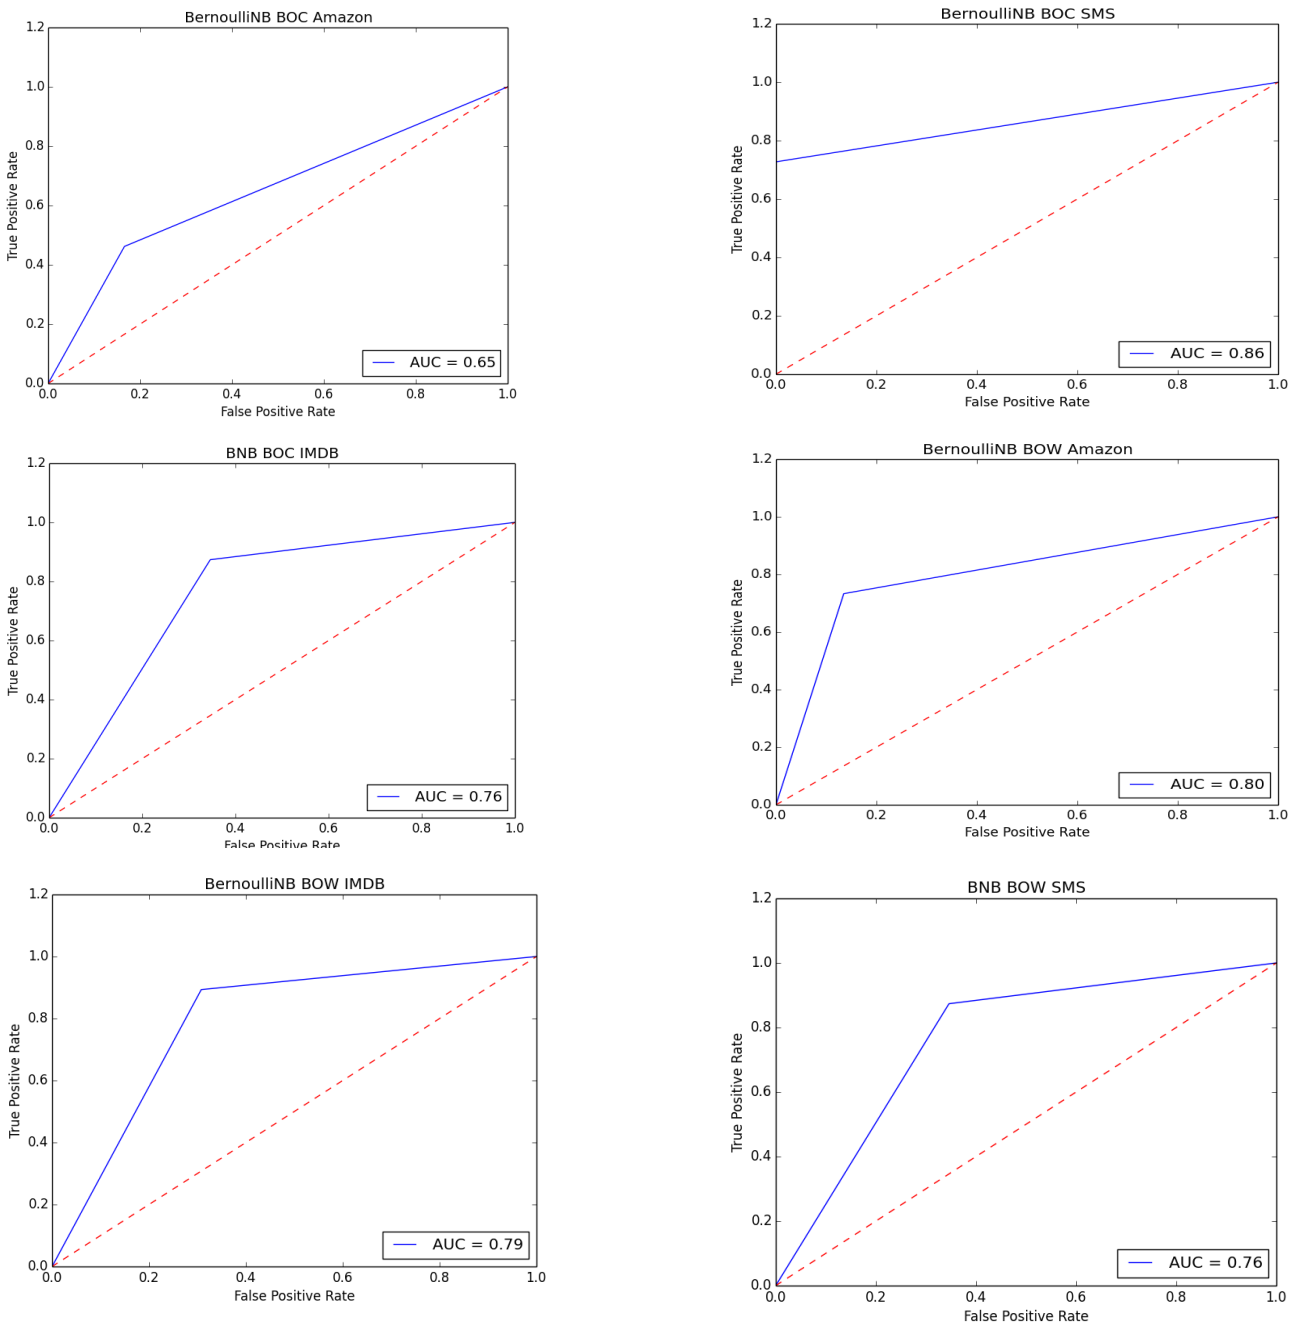 BernoulliNB BOC Amazon
1.2
1.0
0.8
0.6
0.4
0.2
0.0
True Positive Rate
AUC = 0.65
0.0 0.2 0.4 0.6 0.8 1.0
False Positive Rate
BernoulliNB BOC SMS
1.2
1.0
0.8
0.6
0.4
0.2
0.0
True Positive Rate
AUC = 0.86
0.0 0.2 0.4 0.6 0.8 1.0
False Positive Rate
BNB BOC IMDB
1.2
1.0
0.8
0.6
0.4
0.2
0.0
True Positive Rate
AUC = 0.76
0.0 0.2 0.4 0.6 0.8 1.0
False Positive Rate
BernoulliNB BOW Amazon
1.2
1.0
0.8
0.6
0.4
0.2
0.0
True Positive Rate
AUC = 0.80
0.0 0.2 0.4 0.6 0.8 1.0
False Positive Rate
BernoulliNB BOW IMDB
1.2
1.0
0.8
0.6
0.4
0.2
0.0
True Positive Rate
AUC = 0.79
0.0 0.2 0.4 0.6 0.8 1.0
False Positive Rate
BNB BOW SMS
1.2
1.0
0.8
0.6
0.4
0.2
0.0
True Positive Rate
AUC = 0.76
0.0 0.2 0.4 0.6 0.8 1.0
False Positive Rate